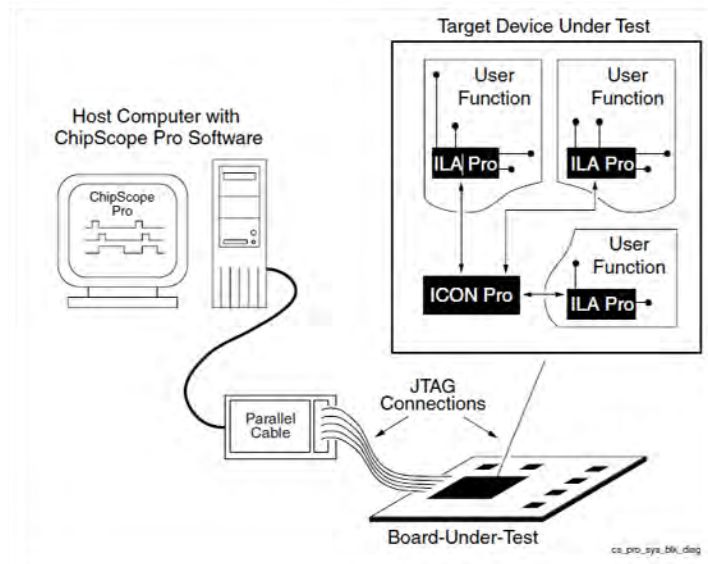 Target Device Under Test
User
Function
User
Function
ILA Pro
ILA Pro
User
Function
ICON Pro
ILA Pro
Host Computer with
ChipScope Pro Software
ChipScope
Pro
JTAG
Connections
Parallel
Cable
Board-Under-Test
cs_pro_sys_blk_diag